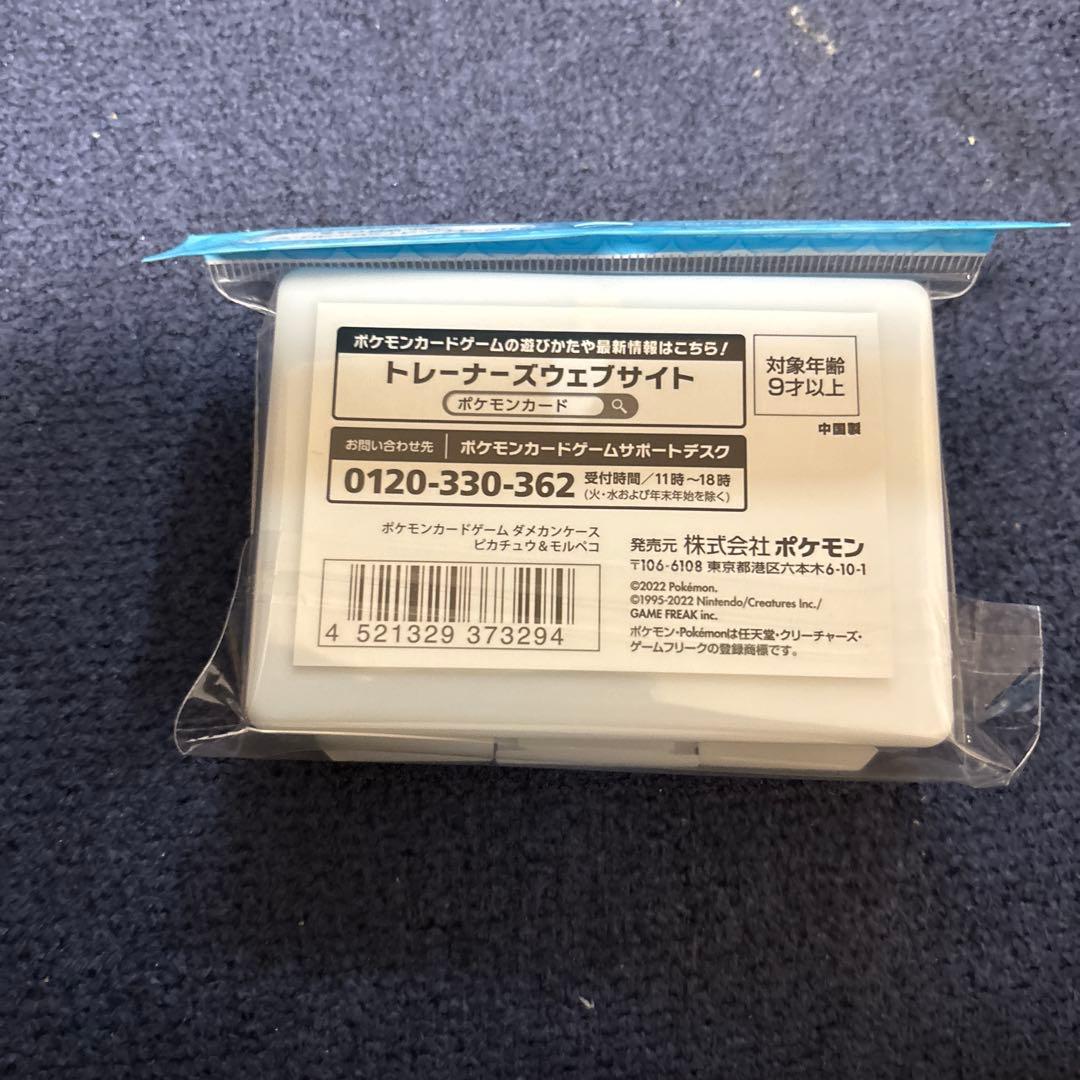 ポケモンカードゲームの遊びかたや最新情報はこちら!
トレーナーズウェブサイト
ポケモンカード
対象年齢
9才以上
中国製
お問い合わせ先 ポケモンカードゲームサポートデスク
0120-330-362 受付時間/11時~18時
(火・水および年末年始を除く)
ポケモンカードゲーム ダメカンケース
ピカチュウ&モルペコ
4 521329 373294
発売元 株式会社 ポケモン
〒106-6108 東京都港区六本木6-10-1
©2022 Pokémon.
©1995-2022 Nintendo/Creatures Inc./
GAME FREAK inc.
ポケモン・Pokémonは任天堂・クリーチャーズ・
ゲームフリークの登録商標です。